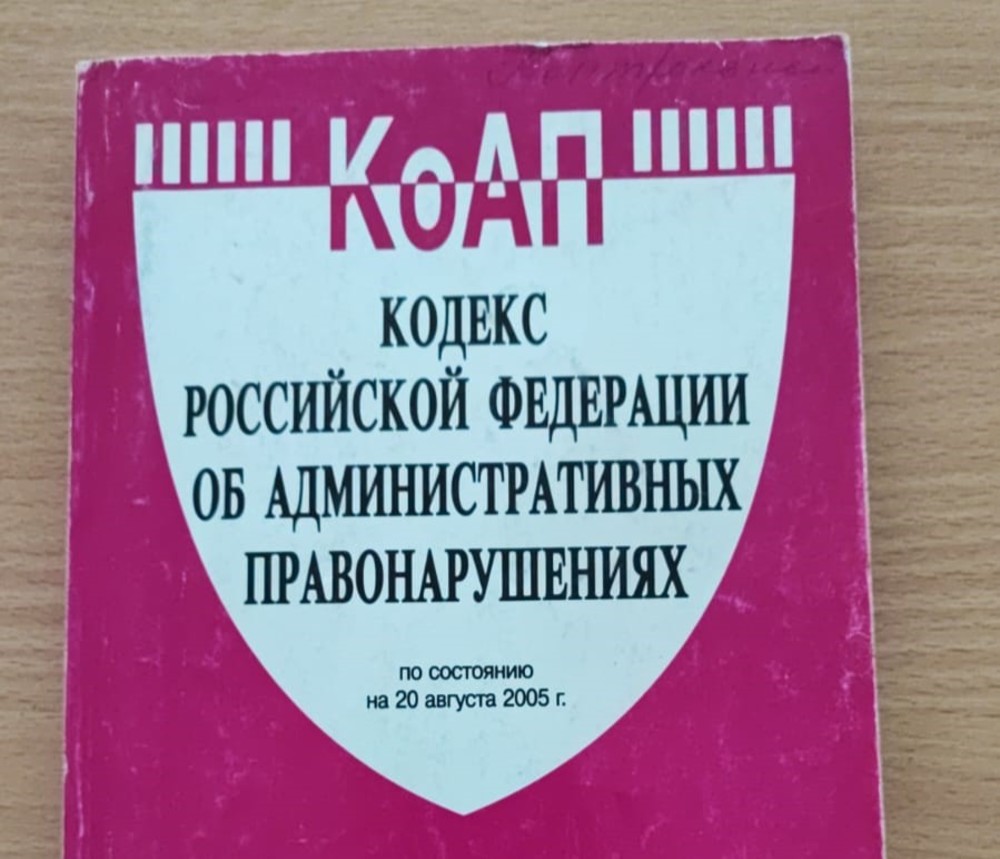 КоАП
КОДЕКС
РОССИЙСКОЙ ФЕДЕРАЦИИ
ОБ АДМИНИСТРАТИВНЫХ
ПРАВОНАРУШЕНИЯХ
по состоянию
на 20 августа 2005 г.